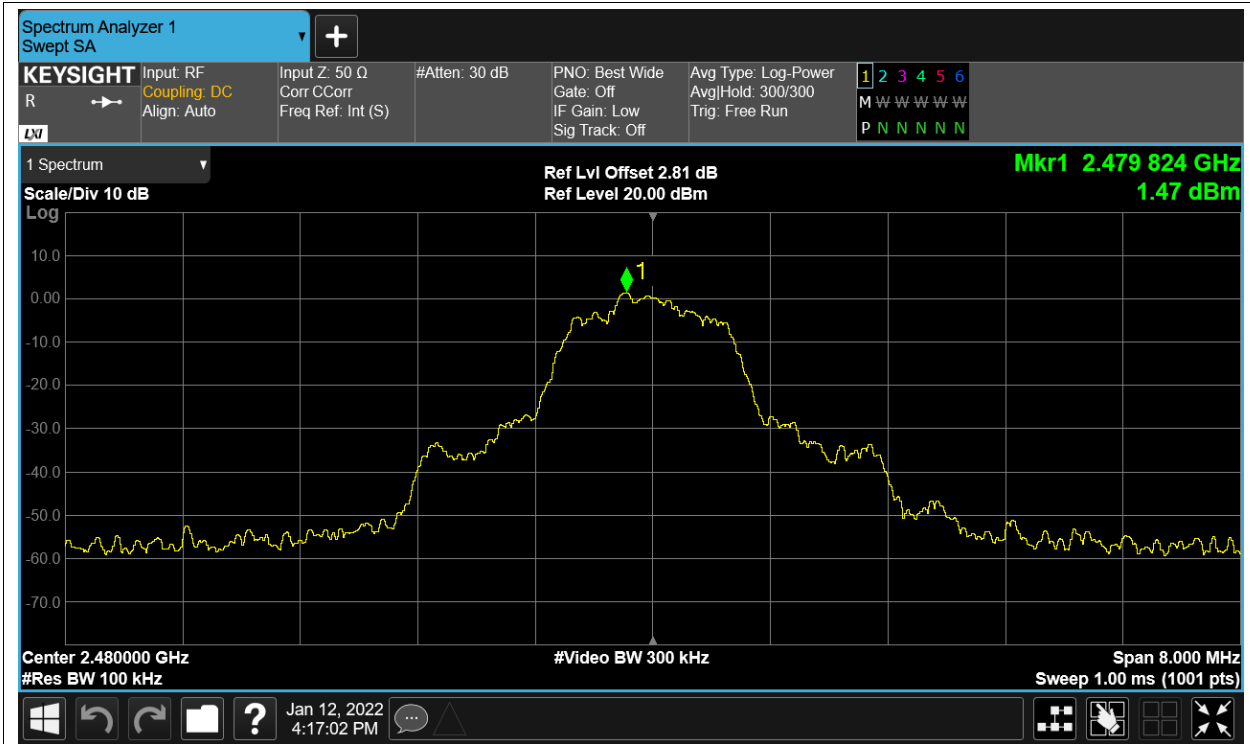 Spectrum Analyzer 1
Swept SA
KEYSIGHT
R
LXI
Input: RF
Coupling: DC
Align: Auto
Input Z: 50 Ω
Corr CCorr
Freq Ref: Int (S)
#Atten: 30 dB
PNO: Best Wide
Gate: Off
IF Gain: Low
Sig Track: Off
Avg Type: Log-Power
Avg|Hold: 300/300
Trig: Free Run
1 2 3 4 5 6
M W W W W W
P N N N N N
1 Spectrum
Scale/Div 10 dB
Log
Ref Lvl Offset 2.81 dB
Ref Level 20.00 dBm
Mkr1 2.479 824 GHz
1.47 dBm
1
10.0
0.00
-10.0
-20.0
-30.0
-40.0
-50.0
-60.0
-70.0
Center 2.480000 GHz
#Res BW 100 kHz
#Video BW 300 kHz
Span 8.000 MHz
Sweep 1.00 ms (1001 pts)
?
Jan 12, 2022
4:17:02 PM